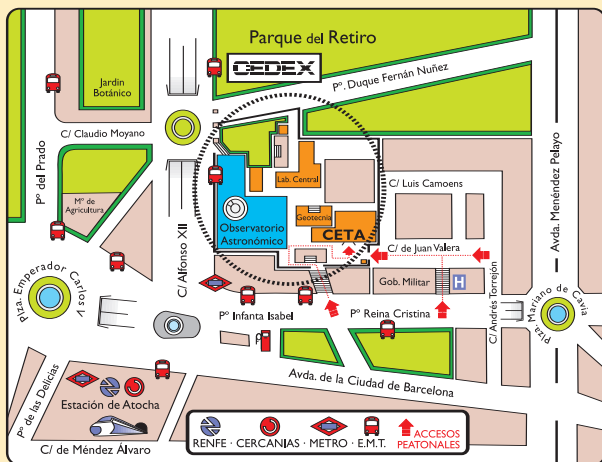 Parque del Retiro
CEDEX
Pº. Duque Fernán Nuñez
Jardin
Botánico
C/ Claudio Moyano
Pº del Prado
Mº de
Agricultura
C/ Alfonso XII
Lab. Central
Geotecnia
CETA
Observatorio
Astronómico
C/ Luis Camoens
C/ de Juan Valera
Avda. Menéndez Pelayo
Gob. Militar
H
C/Andrés Torrejón
Plza. Mariano de Cavia
Plza. Emperador Carlos V
Pº Infanta Isabel
Pº Reina Cristina
Avda. de la Ciudad de Barcelona
Pº de las Delicias
Estación de Atocha
C/ de Méndez Álvaro
RENFE · CERCANIAS · METRO · E.M.T.
ACCESOS
PEATONALES